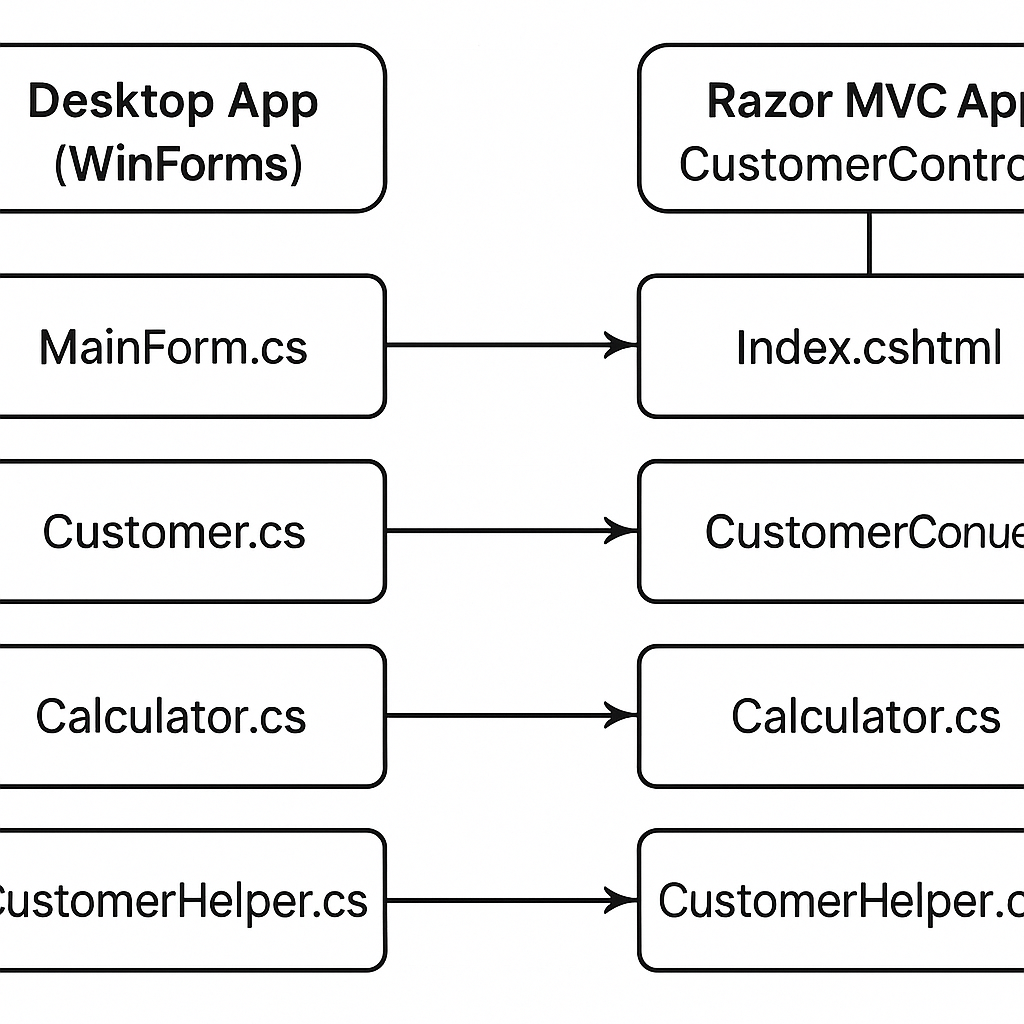 Desktop App
(WinForms)
Razor MVC App
CustomerContro
MainForm.cs
Index.cshtml
Customer.cs
CustomerConue
Calculator.cs
Calculator.cs
CustomerHelper.cs
CustomerHelper.c